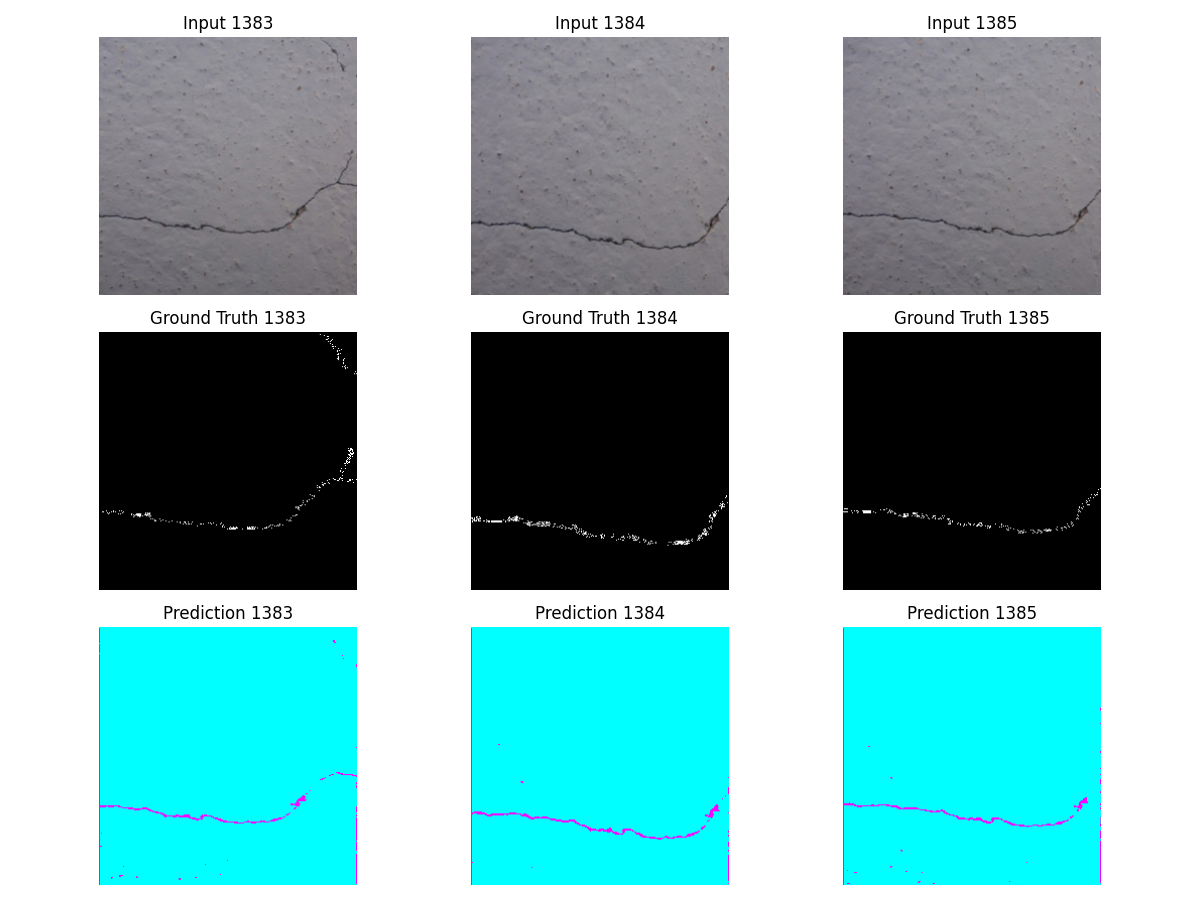 Input 1383
Input 1384
Input 1385
Ground Truth 1383
Ground Truth 1384
Ground Truth 1385
Prediction 1383
Prediction 1384
Prediction 1385